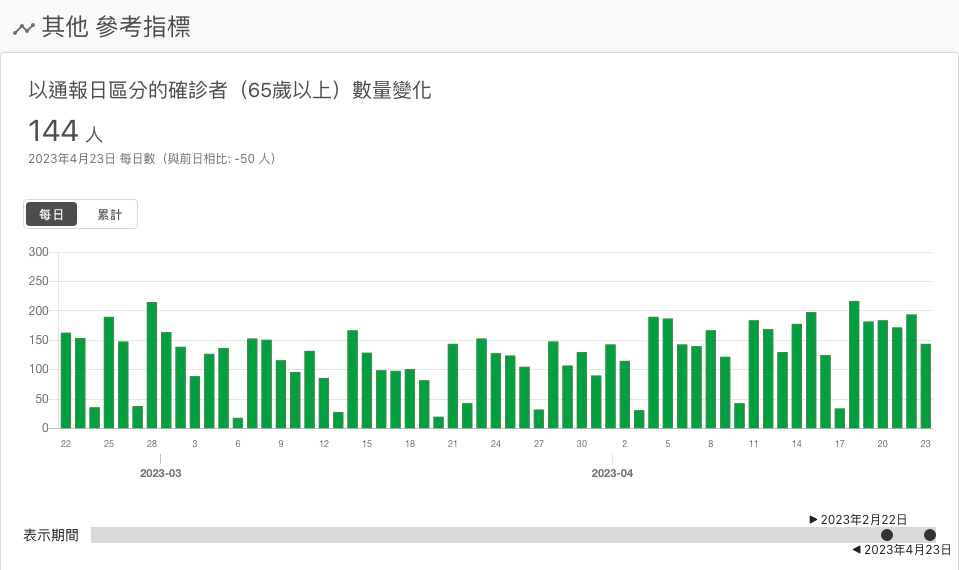 其他 參考指標
以通報日區分的確診者（65歲以上）數量變化
144 人
2023年4月23日 每日數（與前日相比: -50 人）
每日 累計
300
250
200
150
100
50
0
22 25 28 3 6 9 12 15 18 21 24 27 30 2 5 8 11 14 17 20 23
2023-03 2023-04
▶ 2023年2月22日
表示期間
◀ 2023年4月23日